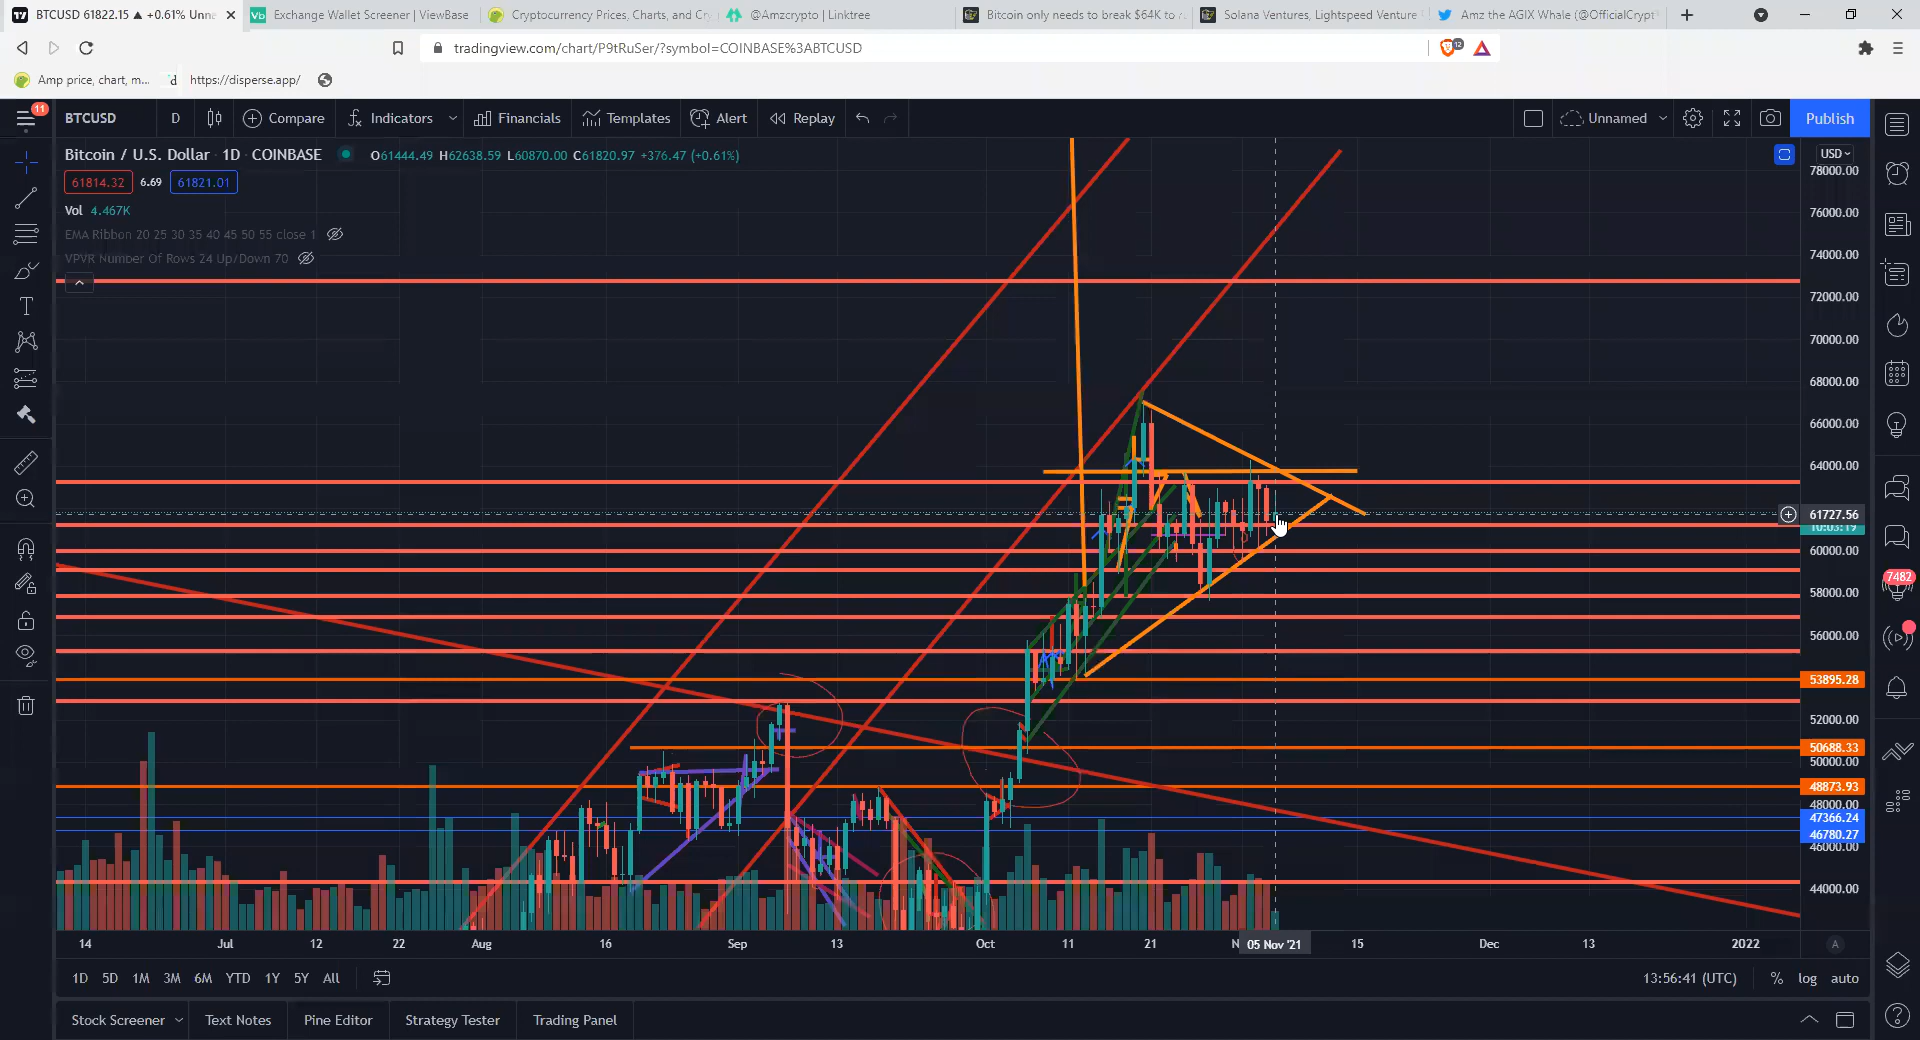 BTCUSD 61822.15 ▲ +0.61% Unne
Exchange Wallet Screener | ViewBase
Cryptocurrency Prices, Charts, and Cry
@Amzcrypto | Linktree
Bitcoin only needs to break $64K to r
Solana Ventures, Lightspeed Venture
Amz the AGIX Whale (@OfficialCrypt
tradingview.com/chart/P9tRuSer/?symbol=COINBASE%3ABTCUSD
12
Amp price, chart, m...
d https://disperse.app/
11
BTCUSD
D
Compare
Indicators
Financials
Templates
Alert
Replay
Unnamed
Publish
Bitcoin / U.S. Dollar 1D COINBASE
O61444.49 H62638.59 L60870.00 C61820.97 +376.47 (+0.61%)
USD
61814.32 6.69 61821.01
Vol 4.467K
EMA Ribbon 20 25 30 35 40 45 50 55 close 1
VPVR Number Of Rows 24 Up/Down 70
78000.00
76000.00
74000.00
72000.00
70000.00
68000.00
66000.00
64000.00
61727.56
10:03:19
60000.00
58000.00
7482
56000.00
53895.28
52000.00
50688.33
50000.00
48873.93
48000.00
47366.24
46780.27
46000.00
44000.00
14 Jul 12 22 Aug 16 Sep 13 Oct 11 21 N 05 Nov '21 15 Dec 13 2022
A
1D 5D 1M 3M 6M YTD 1Y 5Y All
13:56:41 (UTC) % log auto
Stock Screener Text Notes Pine Editor Strategy Tester Trading Panel